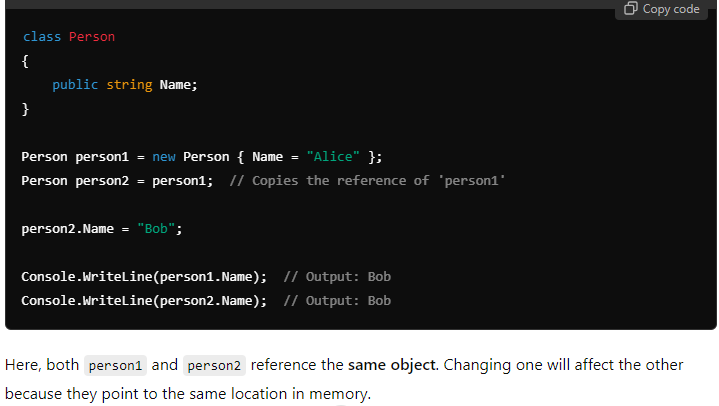 Copy code
class Person
{
    public string Name;
}
Person person1 = new Person { Name = "Alice" };
Person person2 = person1;  // Copies the reference of 'person1'
person2.Name = "Bob";
Console.WriteLine(person1.Name);  // Output: Bob
Console.WriteLine(person2.Name);  // Output: Bob
Here, both person1 and person2 reference the same object. Changing one will affect the other
because they point to the same location in memory.